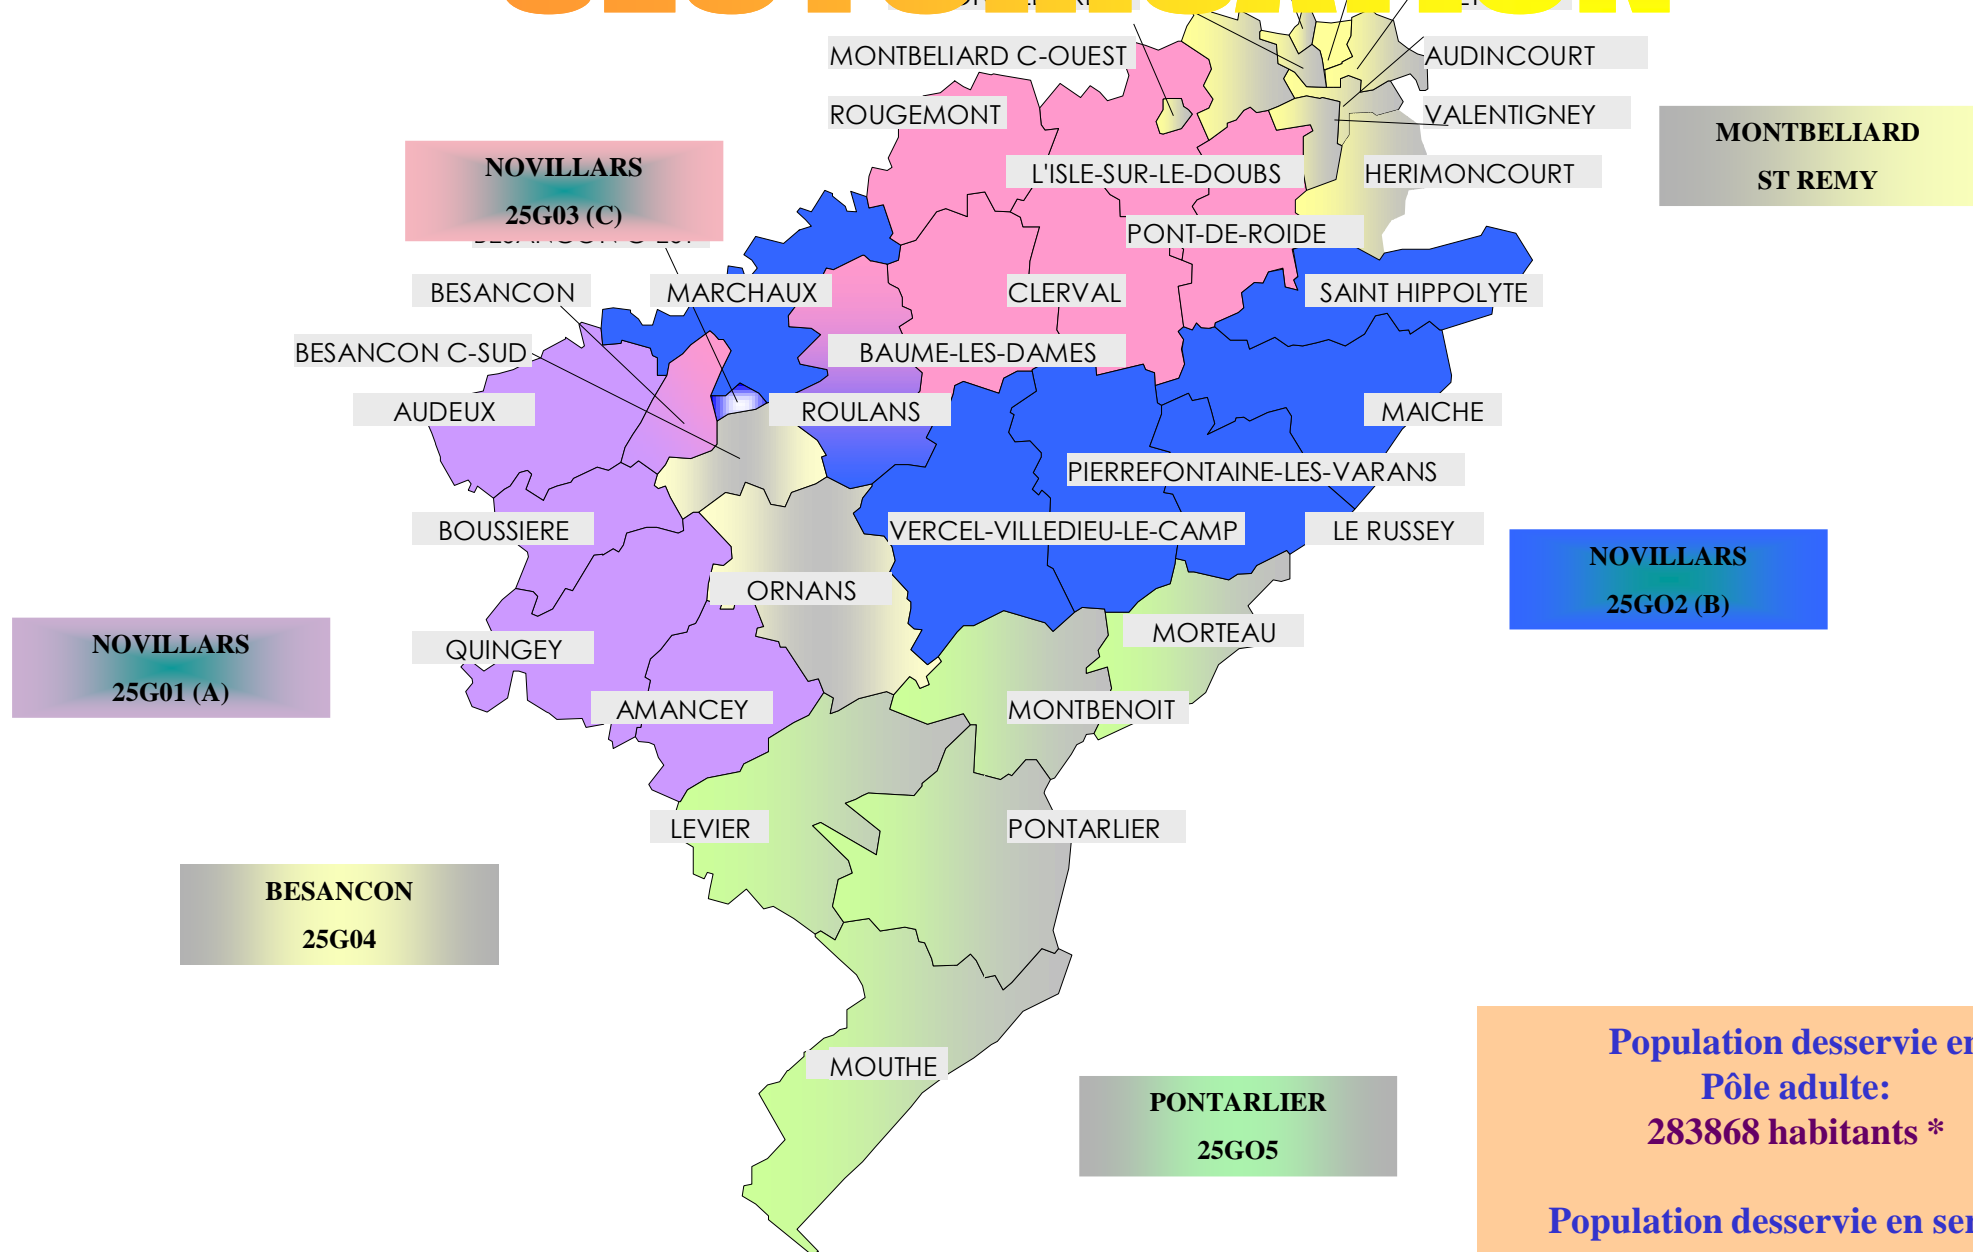 MONTBELIARD C-OUEST
AUDINCOURT
ROUGEMONT
VALENTIGNEY
MONTBELIARD
ST REMY
NOVILLARS
25G03 (C)
L'ISLE-SUR-LE-DOUBS
HERIMONCOURT
PONT-DE-ROIDE
BESANCON
MARCHAUX
CLERVAL
SAINT HIPPOLYTE
BESANCON C-SUD
BAUME-LES-DAMES
AUDEUX
ROULANS
MAICHE
PIERREFONTAINE-LES-VARANS
BOUSSIERE
VERCEL-VILLEDIEU-LE-CAMP
LE RUSSEY
NOVILLARS
25GO2 (B)
ORNANS
NOVILLARS
25G01 (A)
QUINGEY
MORTEAU
AMANCEY
MONTBENOIT
LEVIER
PONTARLIER
BESANCON
25G04
MOUTHE
PONTARLIER
25GO5
Population desservie en
Pôle adulte:
283868 habitants *
Population desservie en